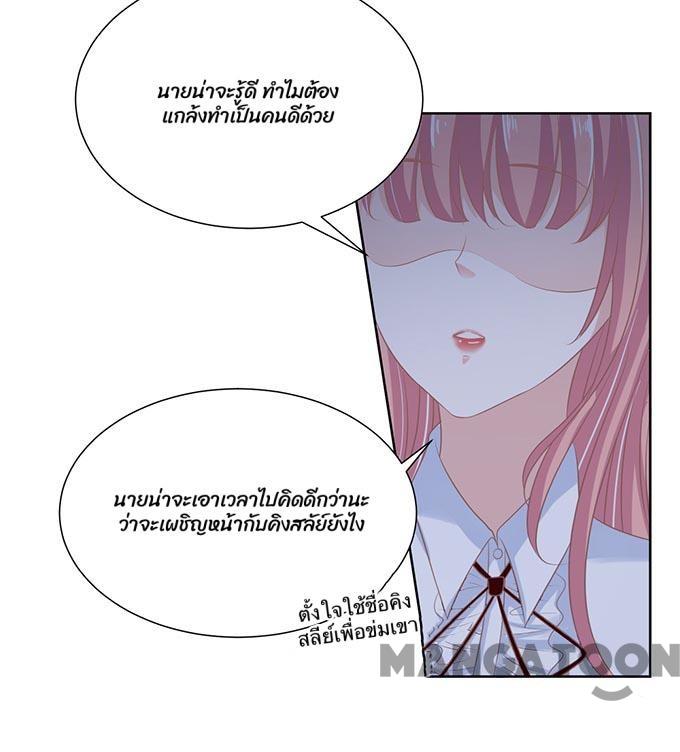 นายน่าจะรู้ดี ทำไมต้อง
แกล้งทำเป็นคนดีด้วย
นายน่าจะเอาเวลาไปคิดดีกว่านะ
ว่าจะเผชิญหน้ากับคิงสลัย์ยังไง
ตั้งใจใช้ชื่อคิง
สลีย์เพื่อข่มเขา
MANGATOON